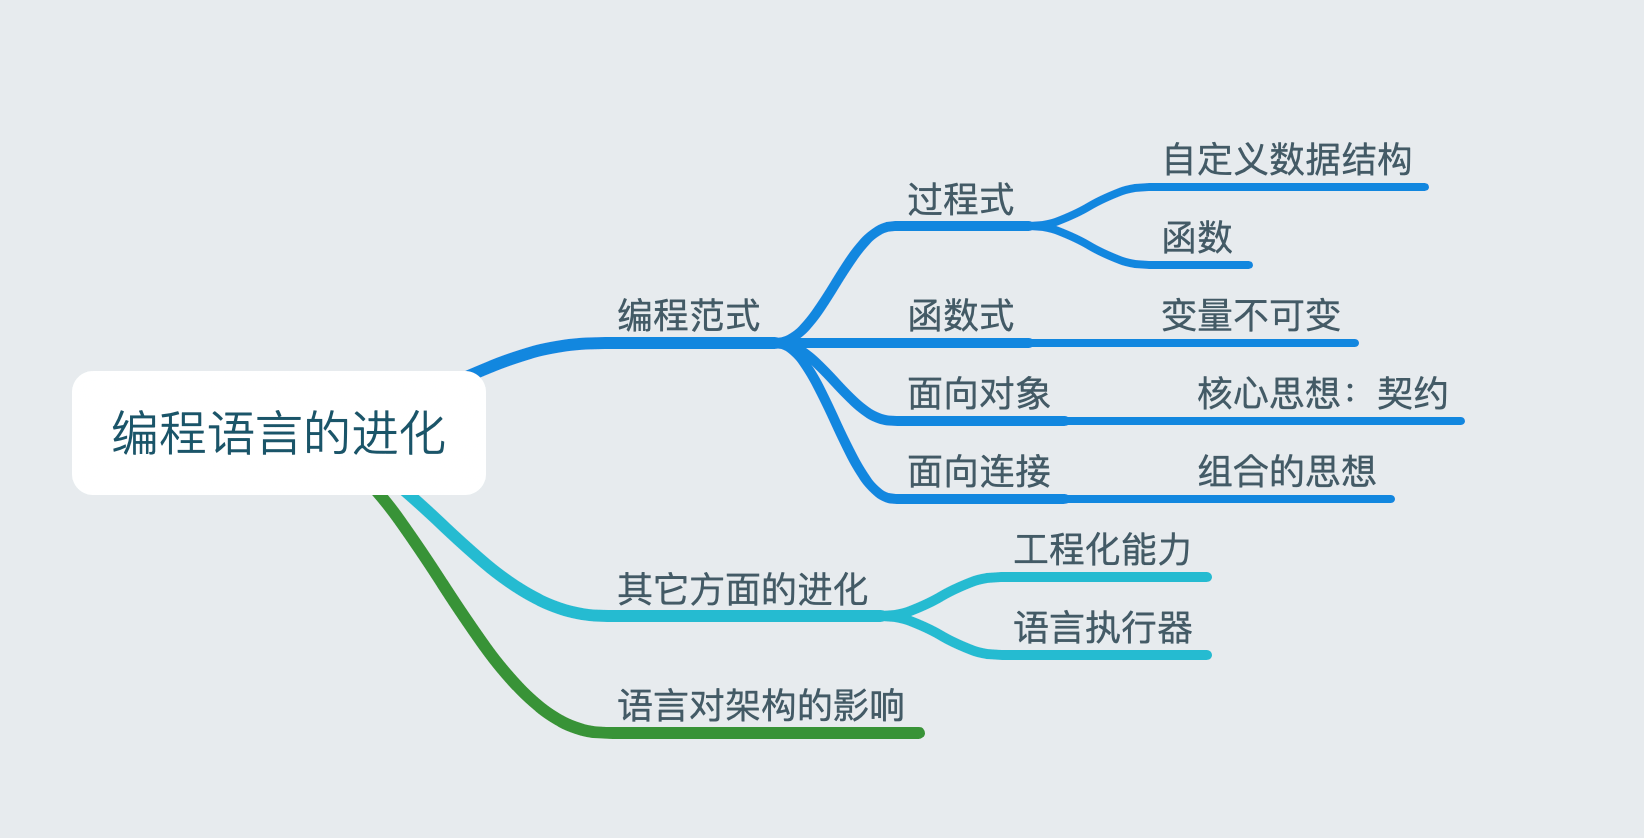 编程语言的进化
编程范式
过程式
自定义数据结构
函数
函数式
变量不可变
面向对象
核心思想：契约
面向连接
组合的思想
其它方面的进化
工程化能力
语言执行器
语言对架构的影响